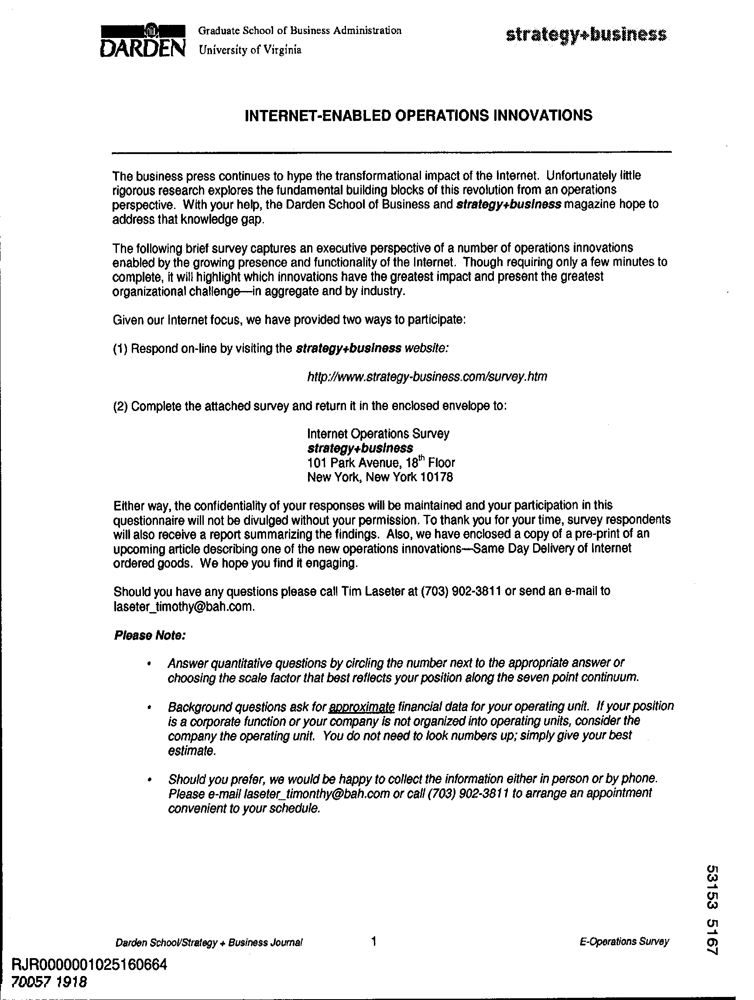 DARDEN
Graduate School of Business Administration
University of Virginia
strategy+business
INTERNET-ENABLED OPERATIONS INNOVATIONS
The business press continues to hype the transformational impact of the Internet. Unfortunately little
rigorous research explores the fundamental building blocks of this revolution from an operations
perspective. With your help, the Darden School of Business and strategy+business magazine hope to
address that knowledge gap.
The following brief survey captures an executive perspective of a number of operations innovations
enabled by the growing presence and functionality of the Internet. Though requiring only a few minutes to
complete, it will highlight which innovations have the greatest impact and present the greatest
organizational challenge—in aggregate and by industry.
Given our Internet focus, we have provided two ways to participate:
(1) Respond on-line by visiting the strategy+business website:
http://www.strategy-business.com/survey.htm
(2) Complete the attached survey and return it in the enclosed envelope to:
Internet Operations Survey
strategy+business
101 Park Avenue, 18th Floor
New York, New York 10178
Either way, the confidentiality of your responses will be maintained and your participation in this
questionnaire will not be divulged without your permission. To thank you for your time, survey respondents
will also receive a report summarizing the findings. Also, we have enclosed a copy of a pre-print of an
upcoming article describing one of the new operations innovations—Same Day Delivery of Internet
ordered goods. We hope you find it engaging.
Should you have any questions please call Tim Laseter at (703) 902-3811 or send an e-mail to
laseter_timothy@bah.com.
Please Note:
• Answer quantitative questions by circling the number next to the appropriate answer or
choosing the scale factor that best reflects your position along the seven point continuum.
• Background questions ask for approximate financial data for your operating unit. If your position
is a corporate function or your company is not organized into operating units, consider the
company the operating unit. You do not need to look numbers up; simply give your best
estimate.
• Should you prefer, we would be happy to collect the information either in person or by phone.
Please e-mail laseter_timonthy@bah.com or call (703) 902-3811 to arrange an appointment
convenient to your schedule.
53153 5167
Darden School/Strategy + Business Journal
1
E-Operations Survey
RJR0000001025160664
70057 1918